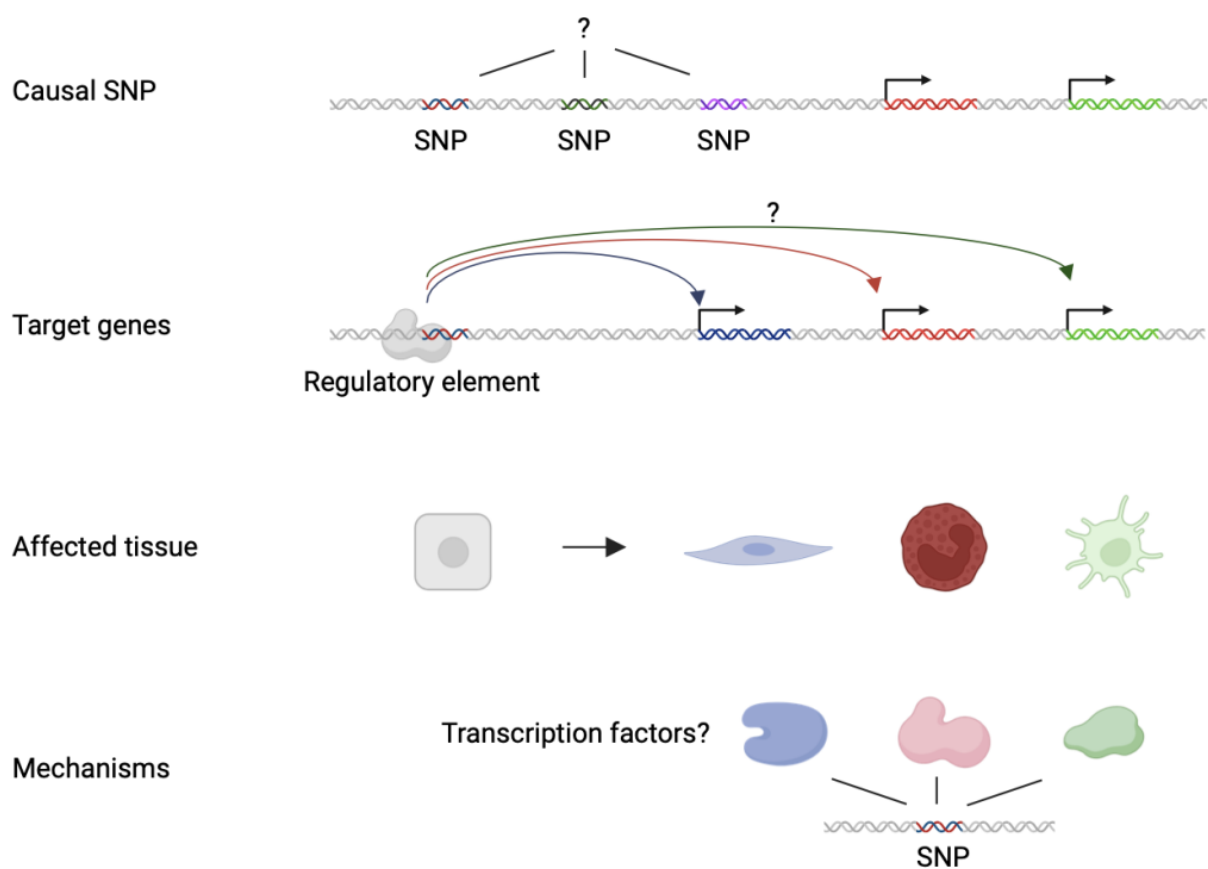 ?
Causal SNP
SNP SNP SNP
?
Target genes
Regulatory element
Affected tissue
Transcription factors?
Mechanisms
SNP